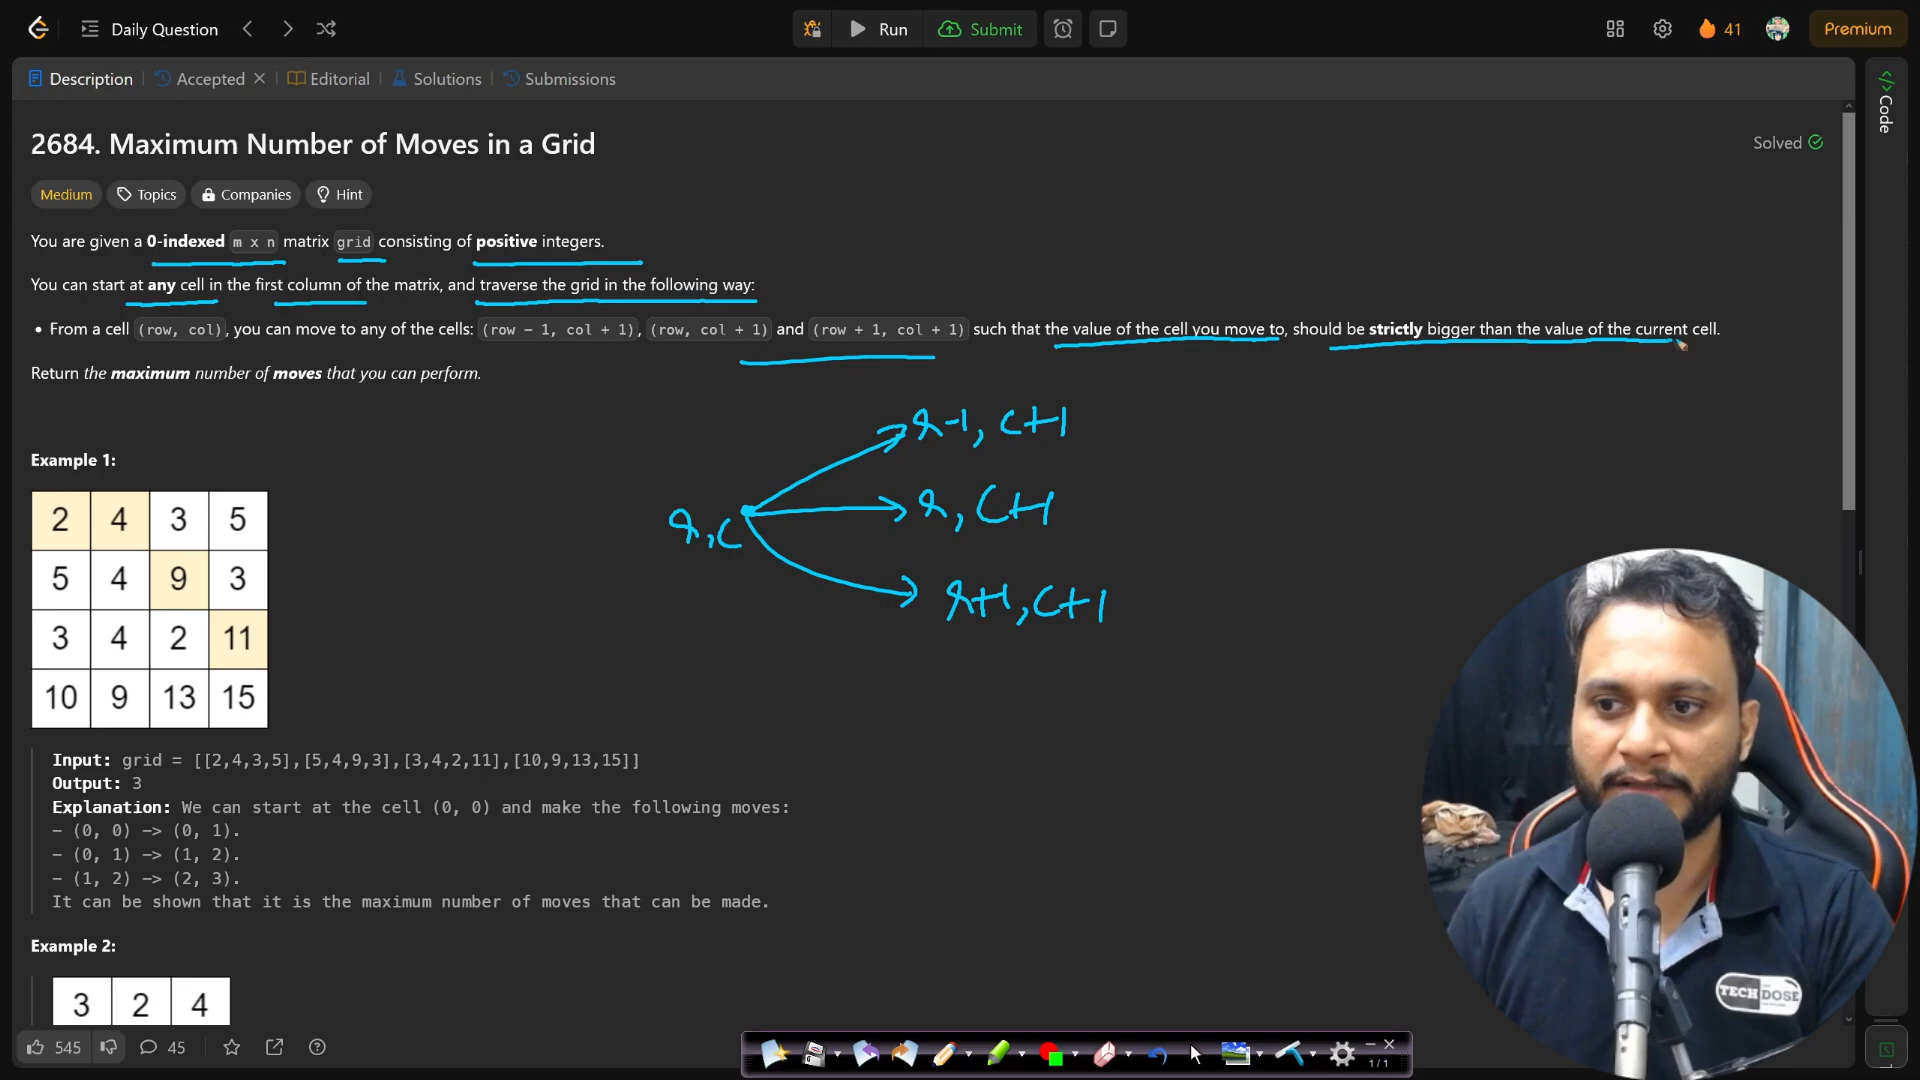 Daily Question
Run
Submit
41
Premium
Description
Accepted
Editorial
Solutions
Submissions
Code
2684. Maximum Number of Moves in a Grid
Solved
Medium
Topics
Companies
Hint
You are given a 0-indexed m x n matrix grid consisting of positive integers.
You can start at any cell in the first column of the matrix, and traverse the grid in the following way:
• From a cell (row, col), you can move to any of the cells: (row - 1, col + 1), (row, col + 1) and (row + 1, col + 1) such that the value of the cell you move to, should be strictly bigger than the value of the current cell.
Return the maximum number of moves that you can perform.
r-1, c+1
r, c
r, c+1
r+1, c+1
Example 1:
2 4 3 5
5 4 9 3
3 4 2 11
10 9 13 15
Input: grid = [[2,4,3,5],[5,4,9,3],[3,4,2,11],[10,9,13,15]]
Output: 3
Explanation: We can start at the cell (0, 0) and make the following moves:
- (0, 0) -> (0, 1).
- (0, 1) -> (1, 2).
- (1, 2) -> (2, 3).
It can be shown that it is the maximum number of moves that can be made.
Example 2:
3 2 4
TECH DOSE
545
45
1/1